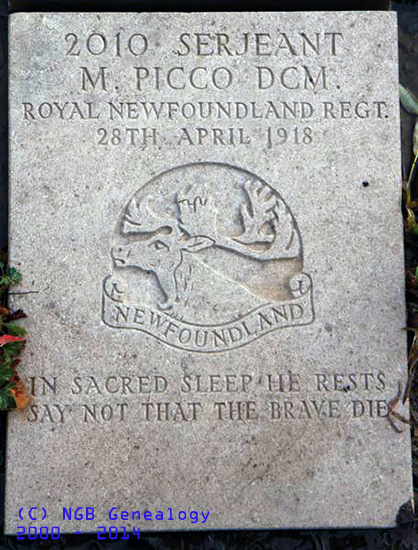 2010 SERJEANT
M. PICCO DCM.
ROYAL NEWFOUNDLAND REGT.
28TH APRIL 1918
NEWFOUNDLAND
IN SACRED SLEEP HE RESTS
SAY NOT THAT THE BRAVE DIE
(C) NGB Genealogy
2000 - 2014